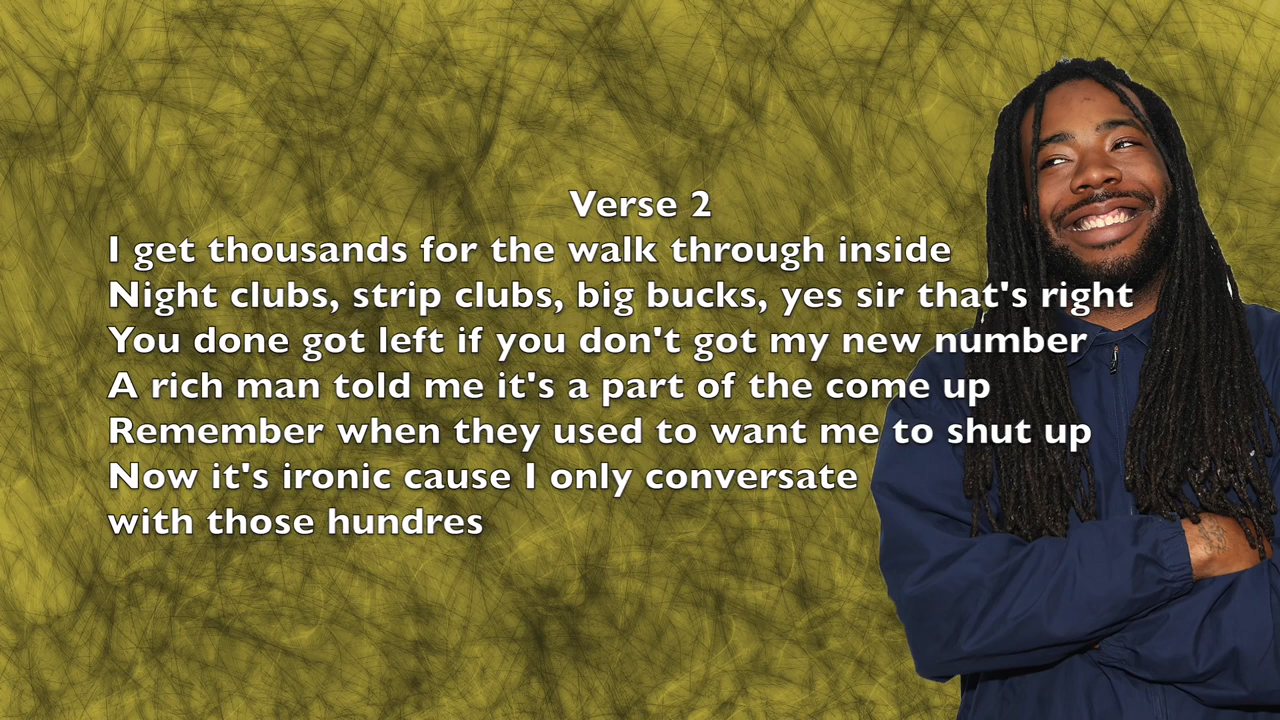 Verse 2
I get thousands for the walk through inside
Night clubs, strip clubs, big bucks, yes sir that's right
You done got left if you don't got my new number
A rich man told me it's a part of the come up
Remember when they used to want me to shut up
Now it's ironic cause I only conversate
with those hundres